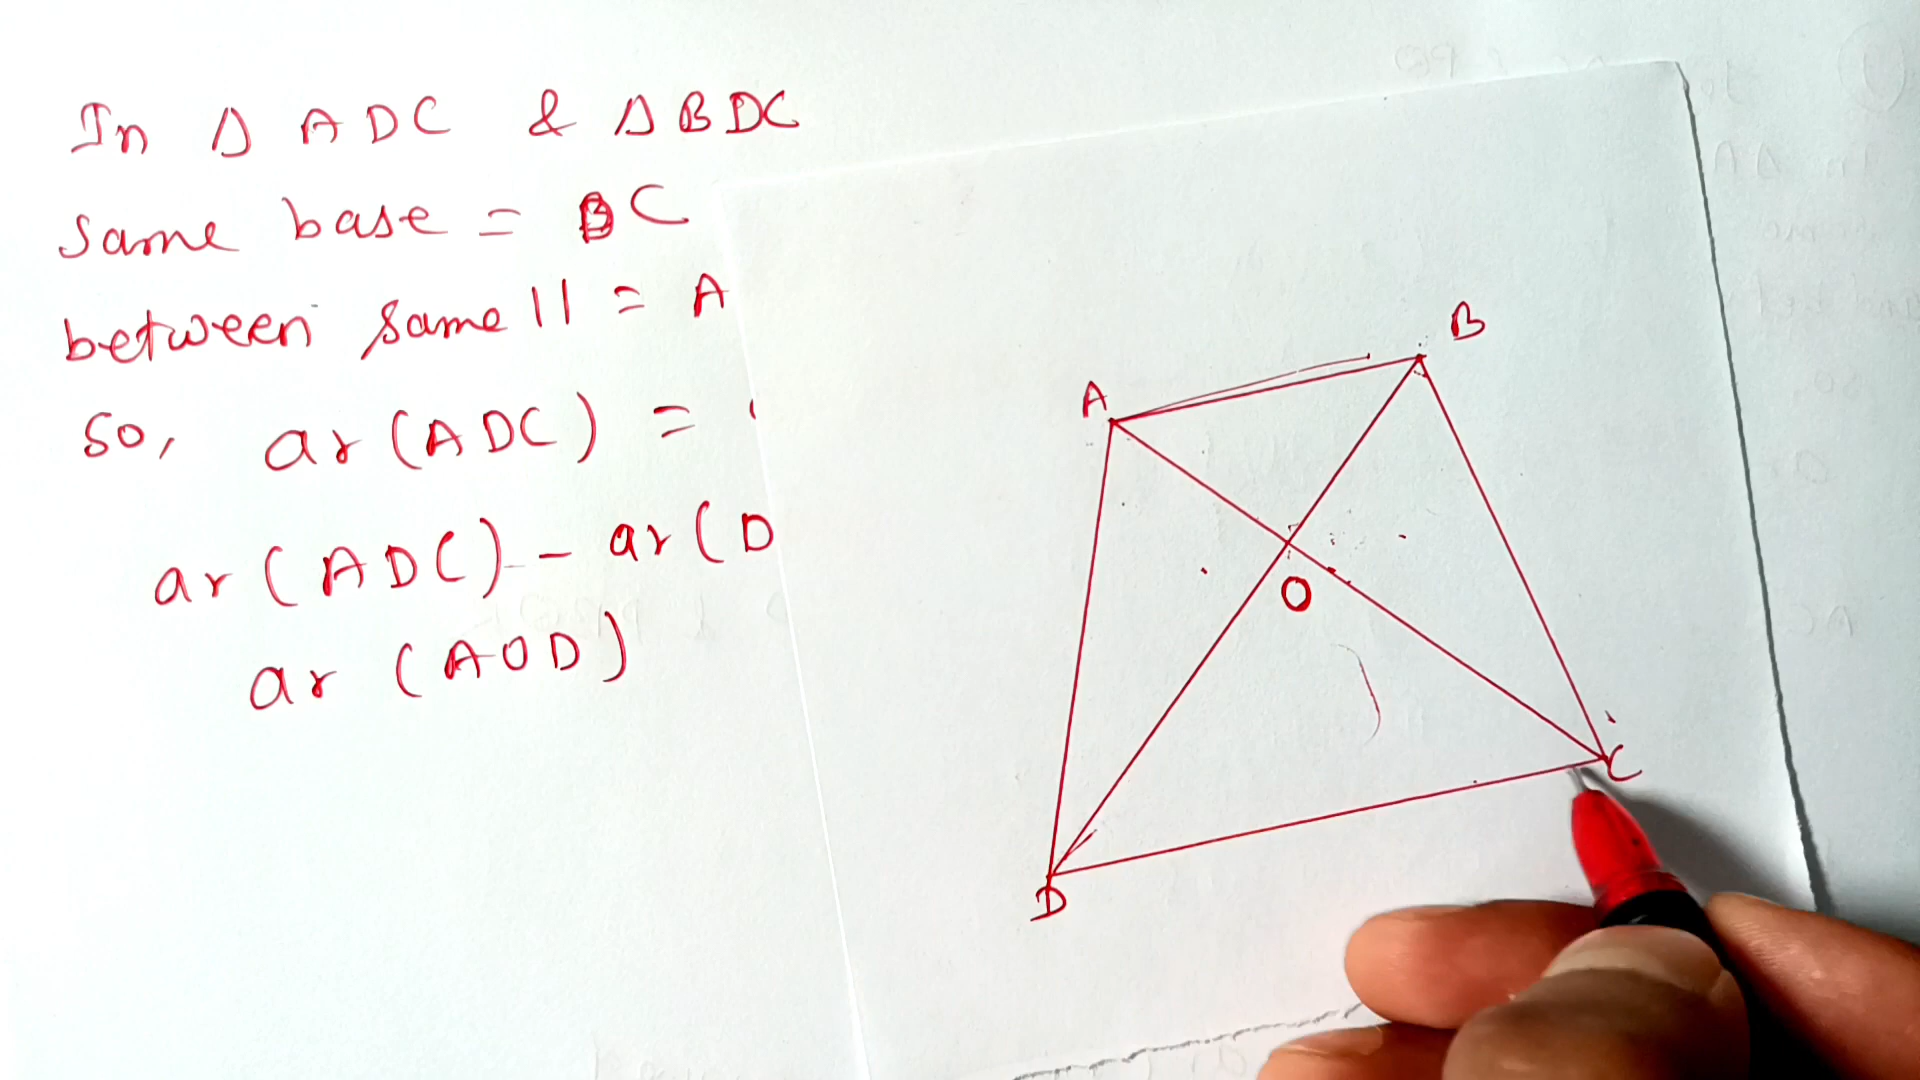 In Δ ADC & Δ BDC
same base = DC
between same || = A
so, ar (ADC) =
ar (ADC) - ar (D
ar (AOD)
B
A
O
C
D